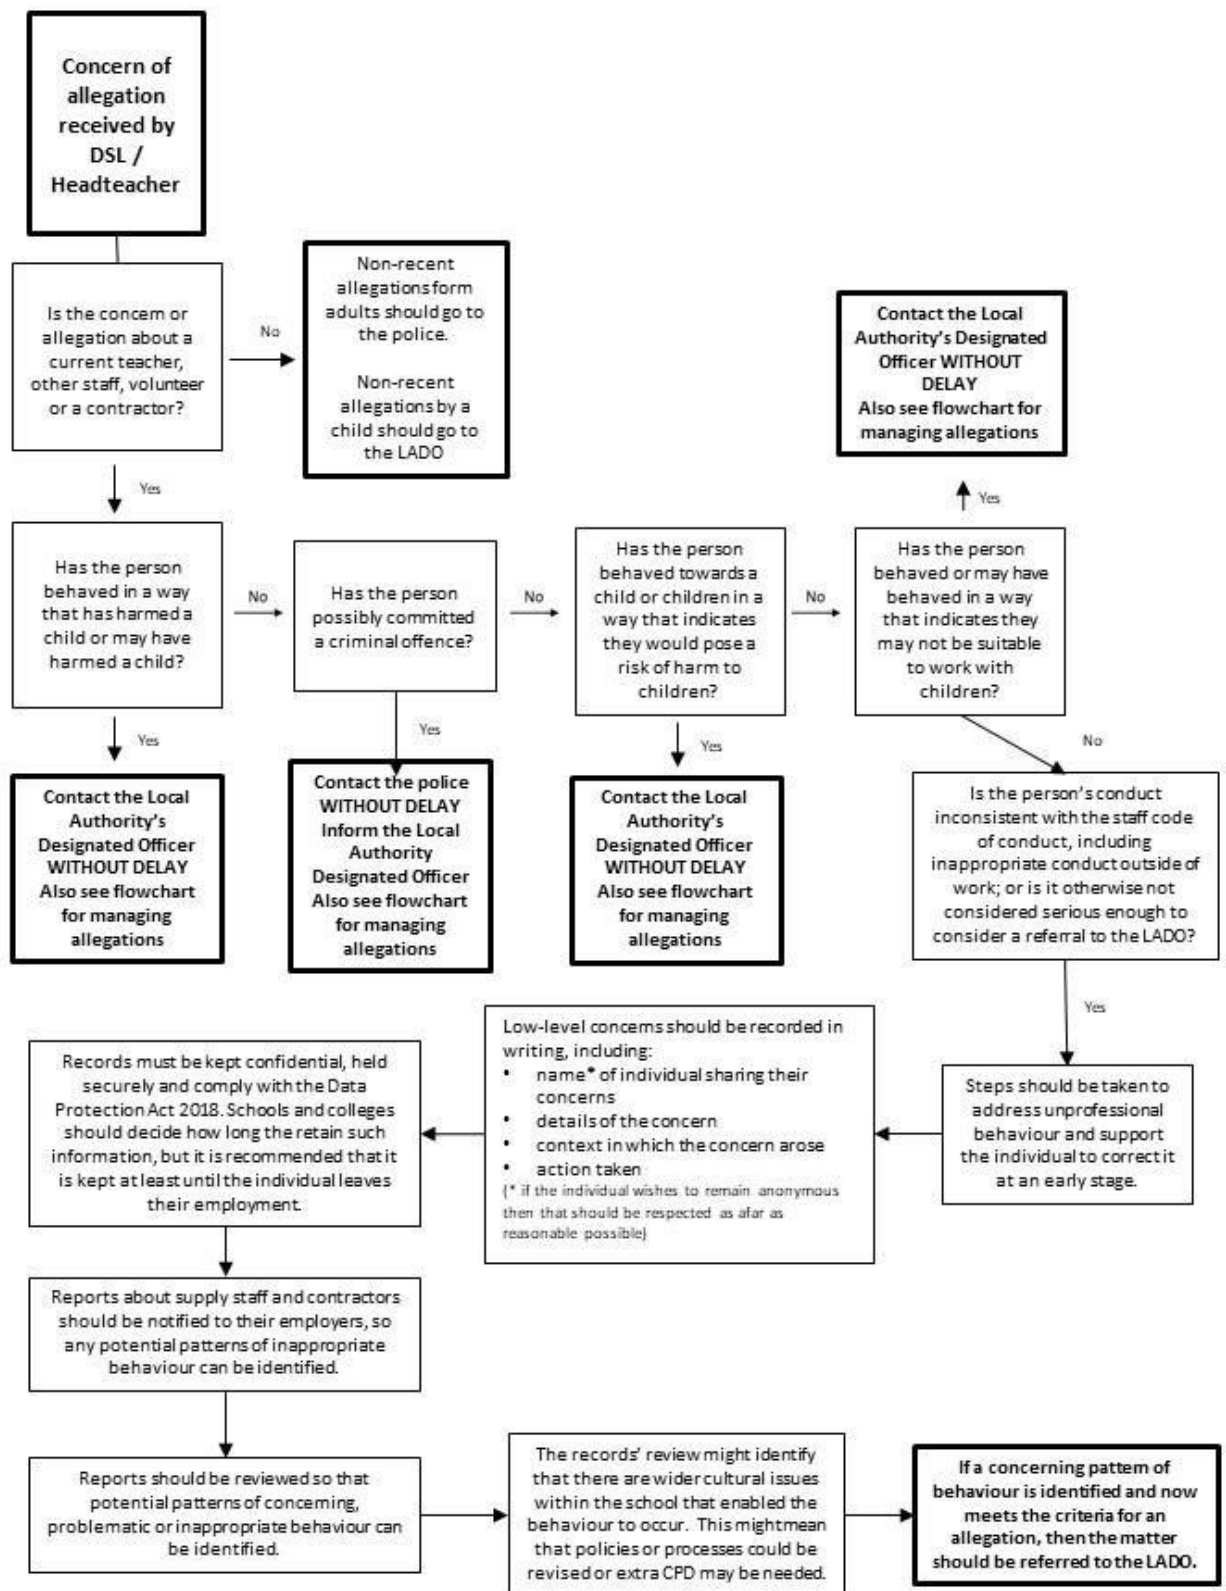 Concern of
allegation
received by
DSL /
Headteacher
Is the concern or
allegation about a
current teacher,
other staff, volunteer
or a contractor?
No
Non-recent
allegations form
adults should go to
the police.
Non-recent
allegations by a
child should go to
the LADO
Contact the Local
Authority's Designated
Officer WITHOUT
DELAY
Also see flowchart for
managing allegations
Yes
Yes
Has the person
behaved in a way
that has harmed a
child or may have
harmed a child?
No
Has the person
possibly committed
a criminal offence?
No
Has the person
behaved towards a
child or children in a
way that indicates
they would pose a
risk of harm to
children?
No
Has the person
behaved or may have
behaved in a way
that indicates they
may not be suitable
to work with
children?
Yes
Yes
Yes
No
Contact the Local
Authority's
Designated Officer
WITHOUT DELAY
Also see flowchart
for managing
allegations
Contact the police
WITHOUT DELAY
Inform the Local
Authority
Designated Officer
Also see flowchart
for managing
allegations
Contact the Local
Authority's
Designated Officer
WITHOUT DELAY
Also see flowchart
for managing
allegations
Is the person's conduct
inconsistent with the staff code
of conduct, including
inappropriate conduct outside of
work; or is it otherwise not
considered serious enough to
consider a referral to the LADO?
Yes
Steps should be taken to
address unprofessional
behaviour and support
the individual to correct it
at an early stage.
Low-level concerns should be recorded in
writing, including:
• name* of individual sharing their
concerns
• details of the concern
• context in which the concern arose
• action taken
(* if the individual wishes to remain anonymous
then that should be respected as afar as
reasonable possible)
Records must be kept confidential, held
securely and comply with the Data
Protection Act 2018. Schools and colleges
should decide how long the retain such
information, but it is recommended that it
is kept at least until the individual leaves
their employment.
Reports about supply staff and contractors
should be notified to their employers, so
any potential patterns of inappropriate
behaviour can be identified.
Reports should be reviewed so that
potential patterns of concerning,
problematic or inappropriate behaviour can
be identified.
The records' review might identify
that there are wider cultural issues
within the school that enabled the
behaviour to occur. This might mean
that policies or processes could be
revised or extra CPD may be needed.
If a concerning pattern of
behaviour is identified and now
meets the criteria for an
allegation, then the matter
should be referred to the LADO.